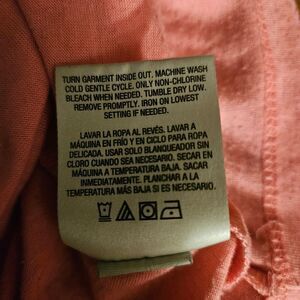 TURN GARMENT INSIDE OUT. MACHINE WASH
COLD GENTLE CYCLE. ONLY NON-CHLORINE
BLEACH WHEN NEEDED. TUMBLE DRY LOW.
REMOVE PROMPTLY. IRON ON LOWEST
SETTING IF NEEDED.
LAVAR LA ROPA AL REVÉS. LAVAR A
MÁQUINA EN FRÍO Y EN CICLO PARA ROPA
DELICADA. USAR SOLO BLANQUEADOR SIN
CLORO CUANDO SEA NECESARIO. SECAR EN
MÁQUINA A TEMPERATURA BAJA. SACAR
INMEDIATAMENTE. PLANCHAR A LA
TEMPERATURA MÁS BAJA SI ES NECESARIO.